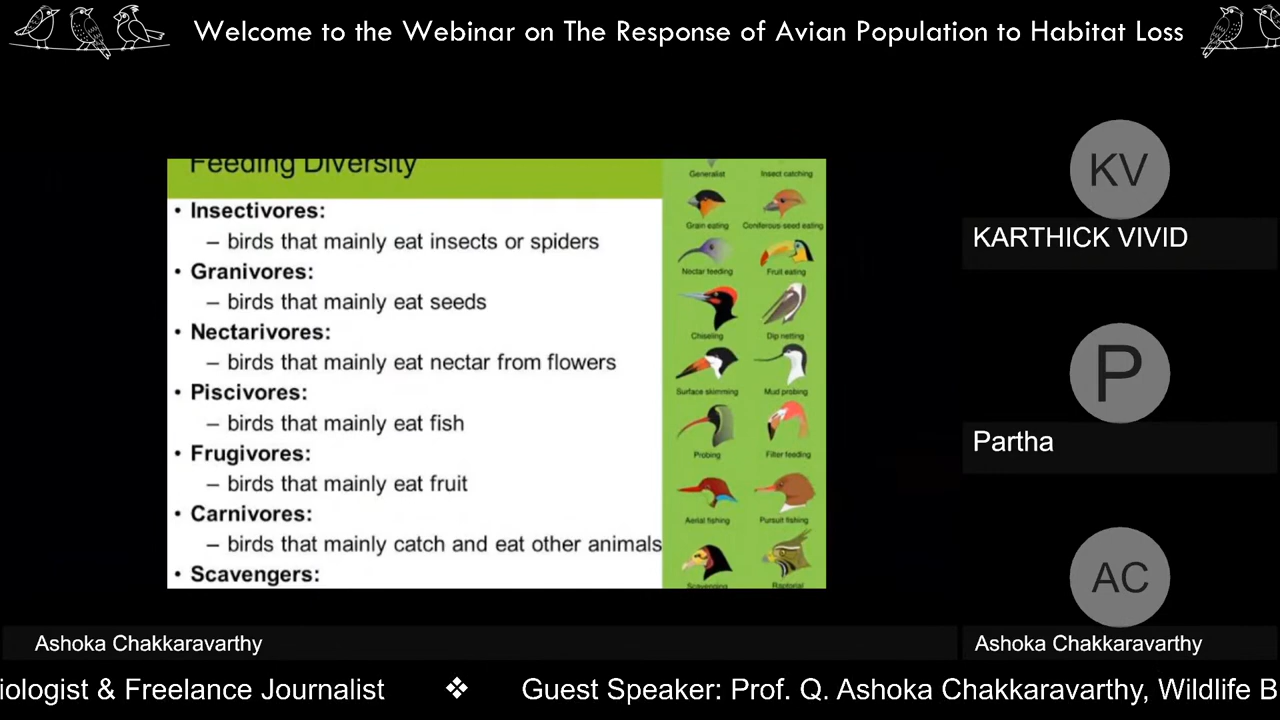 Welcome to the Webinar on The Response of Avian Population to Habitat Loss
Feeding Diversity
• Insectivores:
– birds that mainly eat insects or spiders
• Granivores:
– birds that mainly eat seeds
• Nectarivores:
– birds that mainly eat nectar from flowers
• Piscivores:
– birds that mainly eat fish
• Frugivores:
– birds that mainly eat fruit
• Carnivores:
– birds that mainly catch and eat other animals
• Scavengers:
Generalist
Insect catching
Grain eating
Coniferous-seed eating
Nectar feeding
Fruit eating
Chiseling
Dip netting
Surface skimming
Mud probing
Probing
Filter feeding
Aerial fishing
Pursuit fishing
Scavenging
Raptorial
KV
KARTHICK VIVID
P
Partha
AC
Ashoka Chakkaravarthy
Ashoka Chakkaravarthy
iologist & Freelance Journalist ❖ Guest Speaker: Prof. Q. Ashoka Chakkaravarthy, Wildlife B